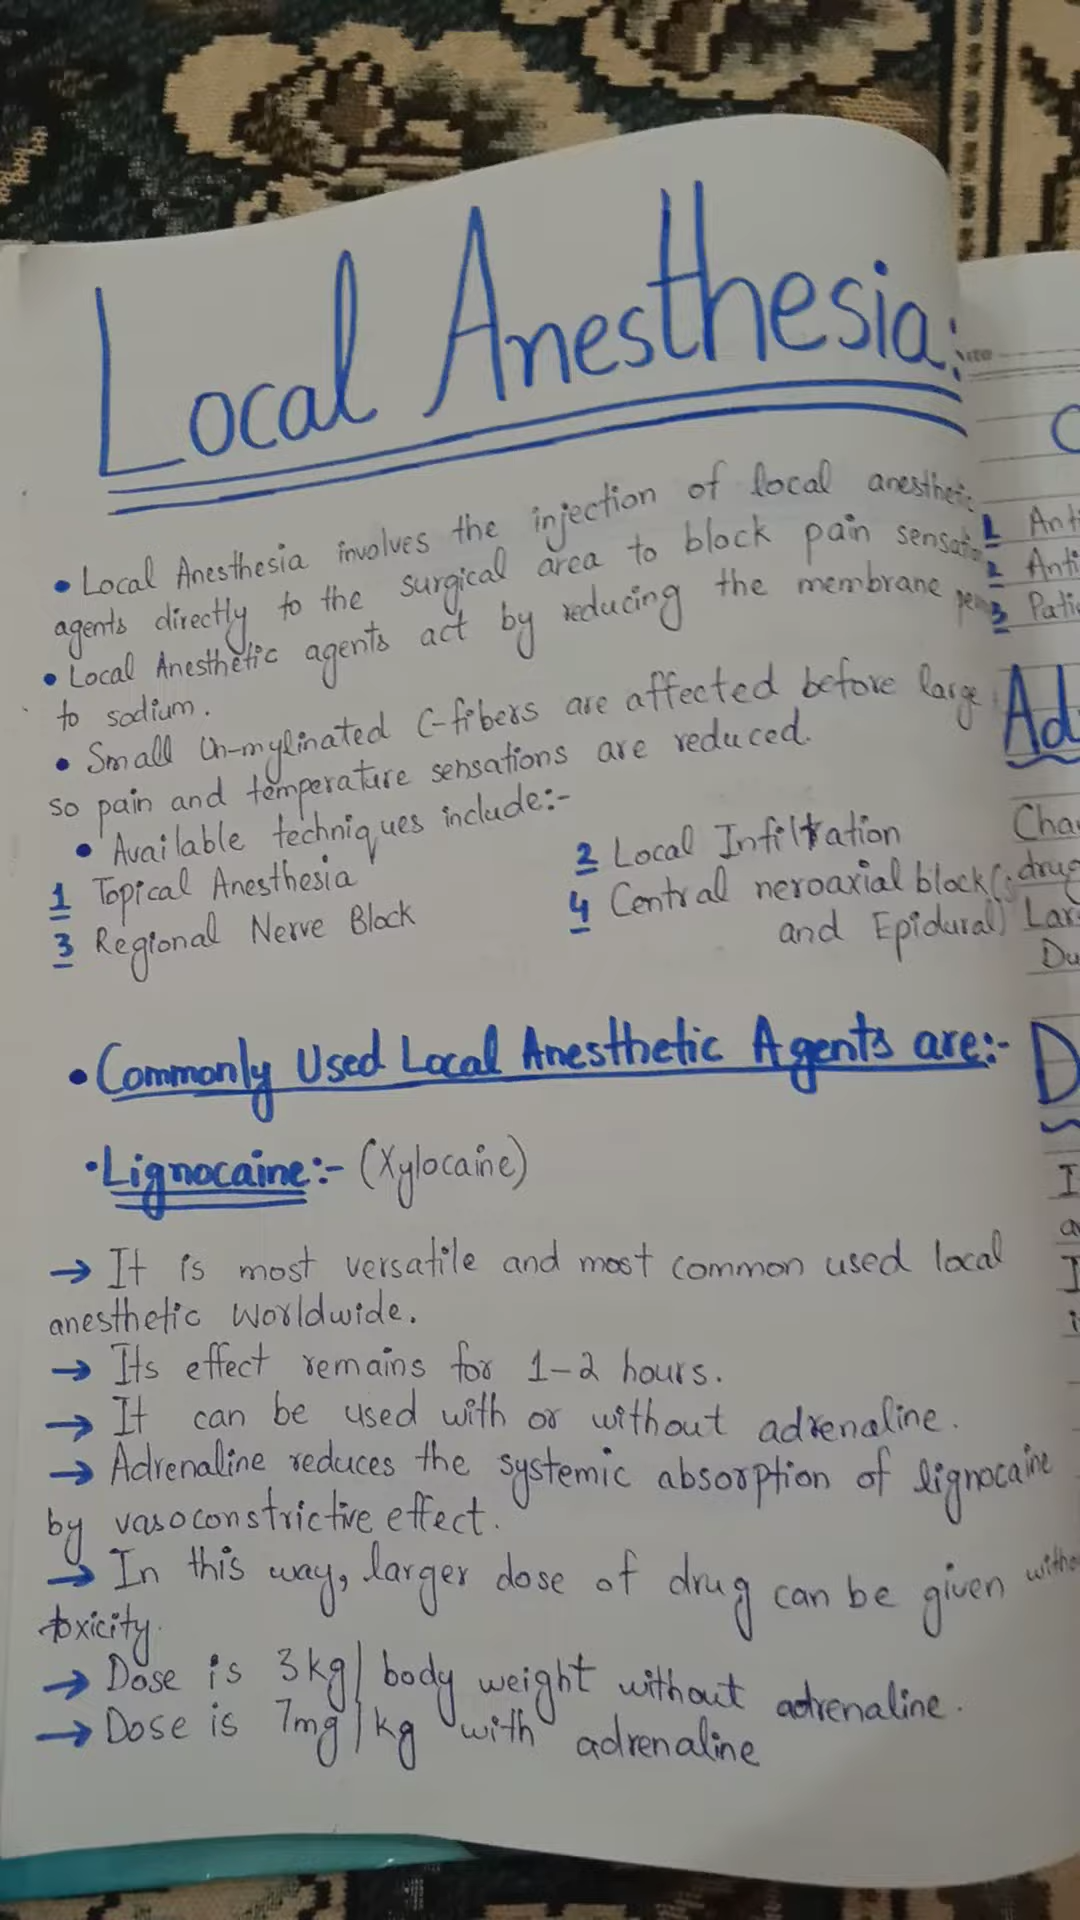 Local Anesthesia:
• Local Anesthesia involves the injection of local anesthetic
agents directly to the surgical area to block pain
• Local Anesthetic agents act by reducing the membrane
to sodium.
• Small Un-mylinated C-fibers are affected before large
so pain and temperature sensations are reduced.
• Available techniques include:-
1 Topical Anesthesia
2 Local Infiltration
3 Regional Nerve Block
4 Central neroaxial block (
and Epidural)
• Commonly Used Local Anesthetic Agents are:-
• Lignocaine:- (Xylocaine)
→ It is most versatile and most common used local
anesthetic Worldwide.
→ Its effect remains for 1-2 hours.
→ It can be used with or without adrenaline.
→ Adrenaline reduces the systemic absorption of lignocaine
by vasoconstrictive effect.
→ In this way, larger dose of drug can be given
toxicity.
→ Dose is 3kg/body weight without adrenaline.
→ Dose is 7mg/kg with adrenaline
1
2
3
drug